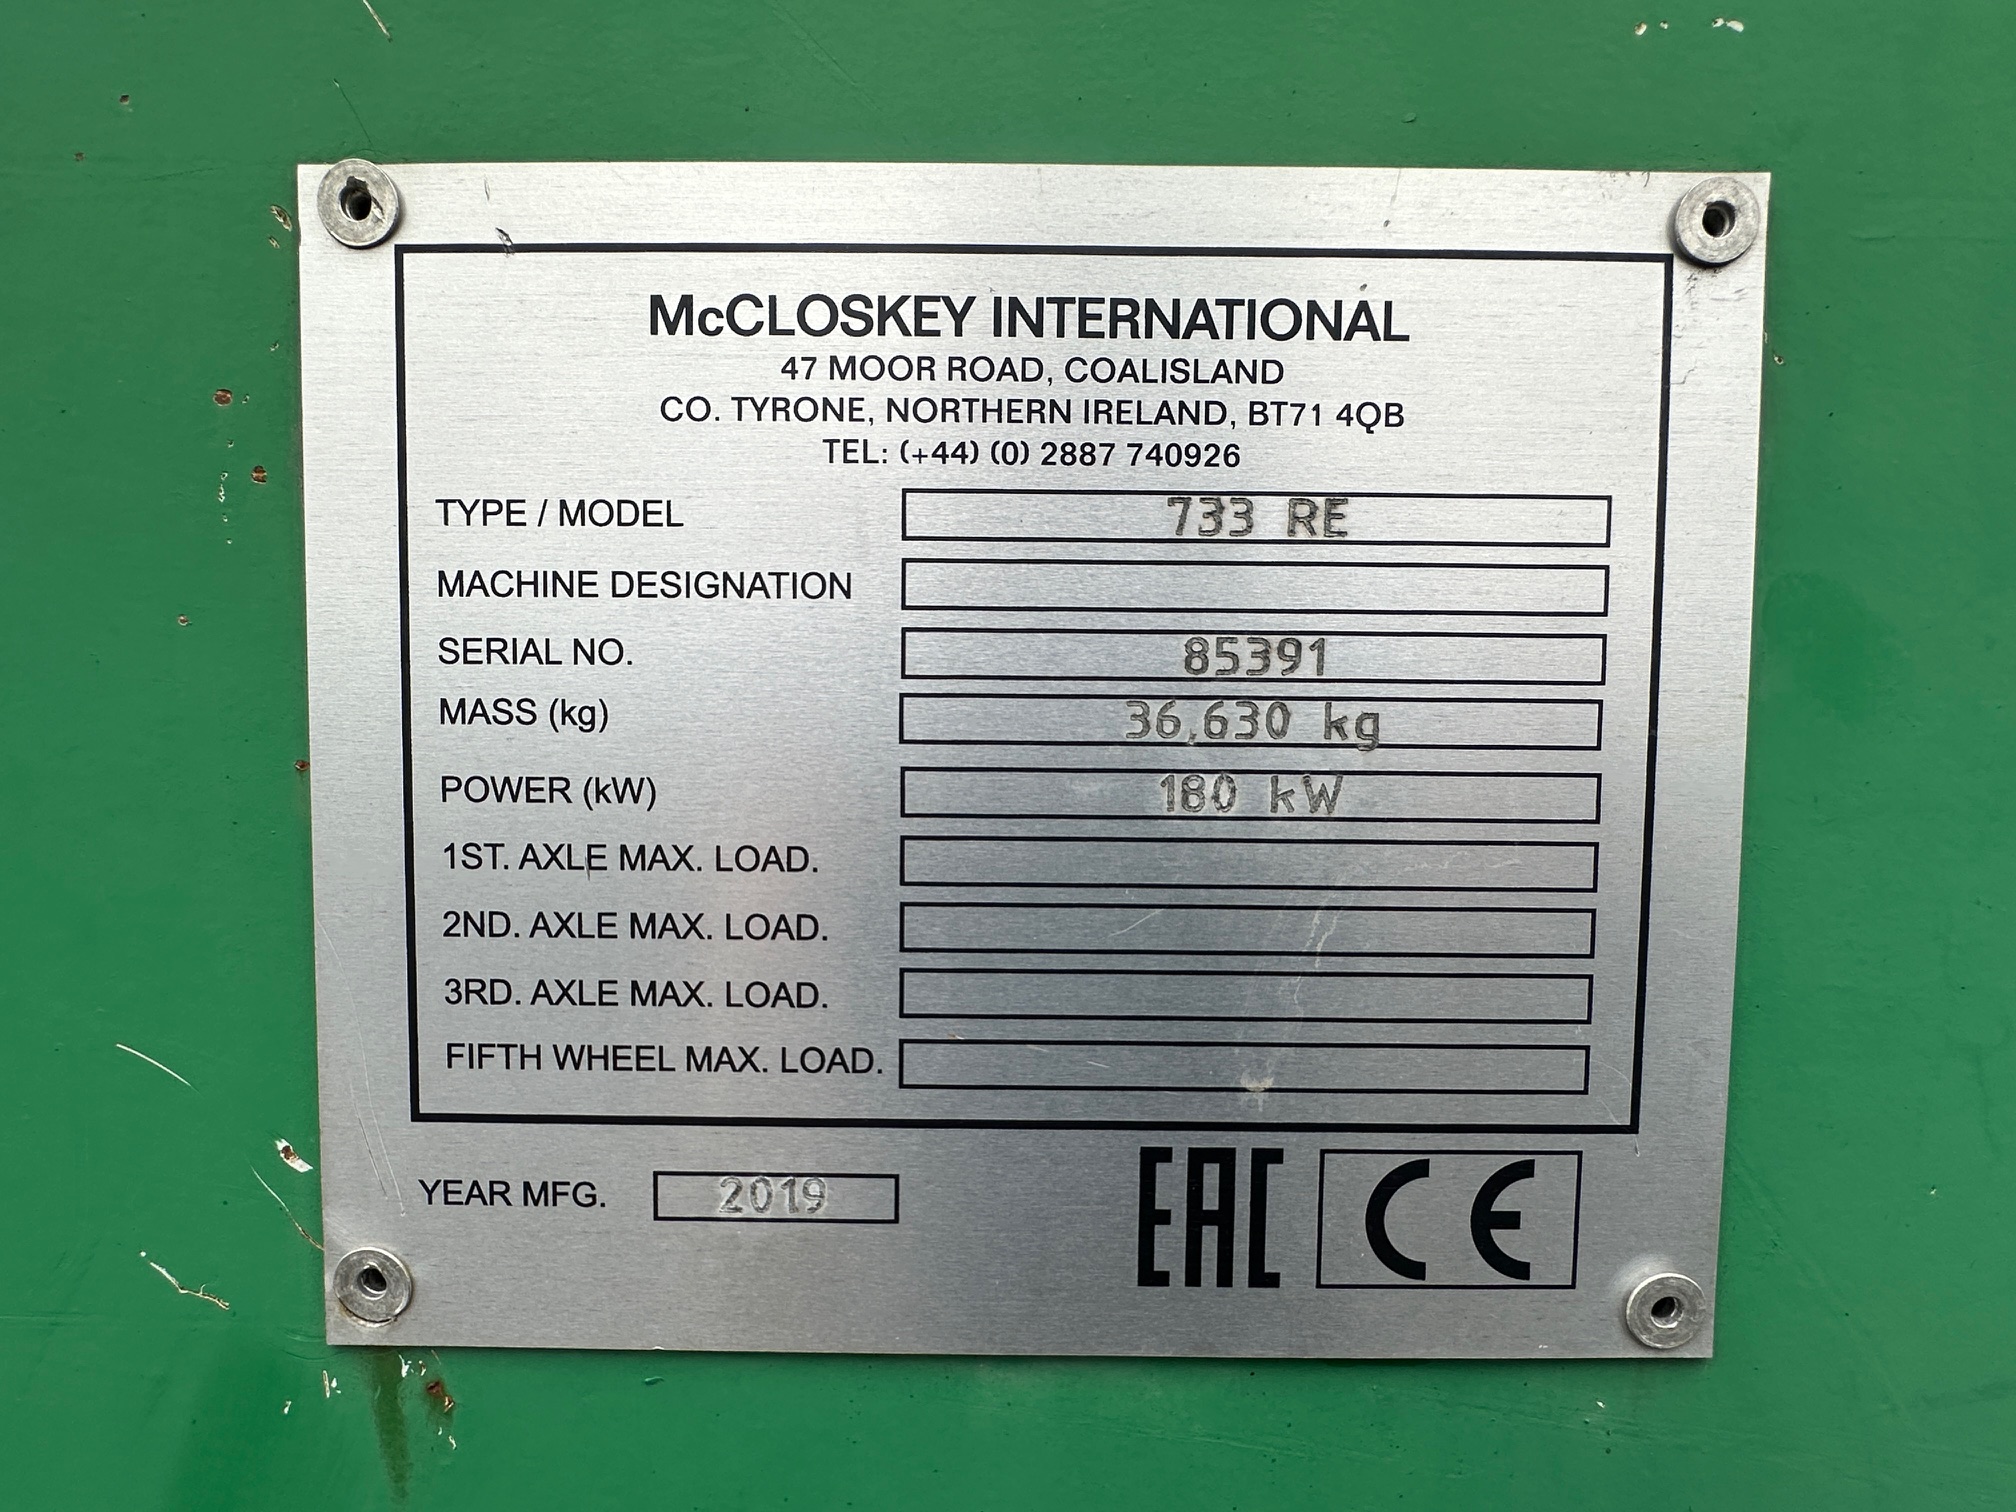 McCLOSKEY INTERNATIONAL
47 MOOR ROAD, COALISLAND
CO. TYRONE, NORTHERN IRELAND, BT71 4QB
TEL: (+44) (0) 2887 740926
TYPE / MODEL 733 RE
MACHINE DESIGNATION
SERIAL NO. 85391
MASS (kg) 36,630 kg
POWER (kW) 180 kW
1ST. AXLE MAX. LOAD.
2ND. AXLE MAX. LOAD.
3RD. AXLE MAX. LOAD.
FIFTH WHEEL MAX. LOAD.
YEAR MFG. 2019 EAC CE